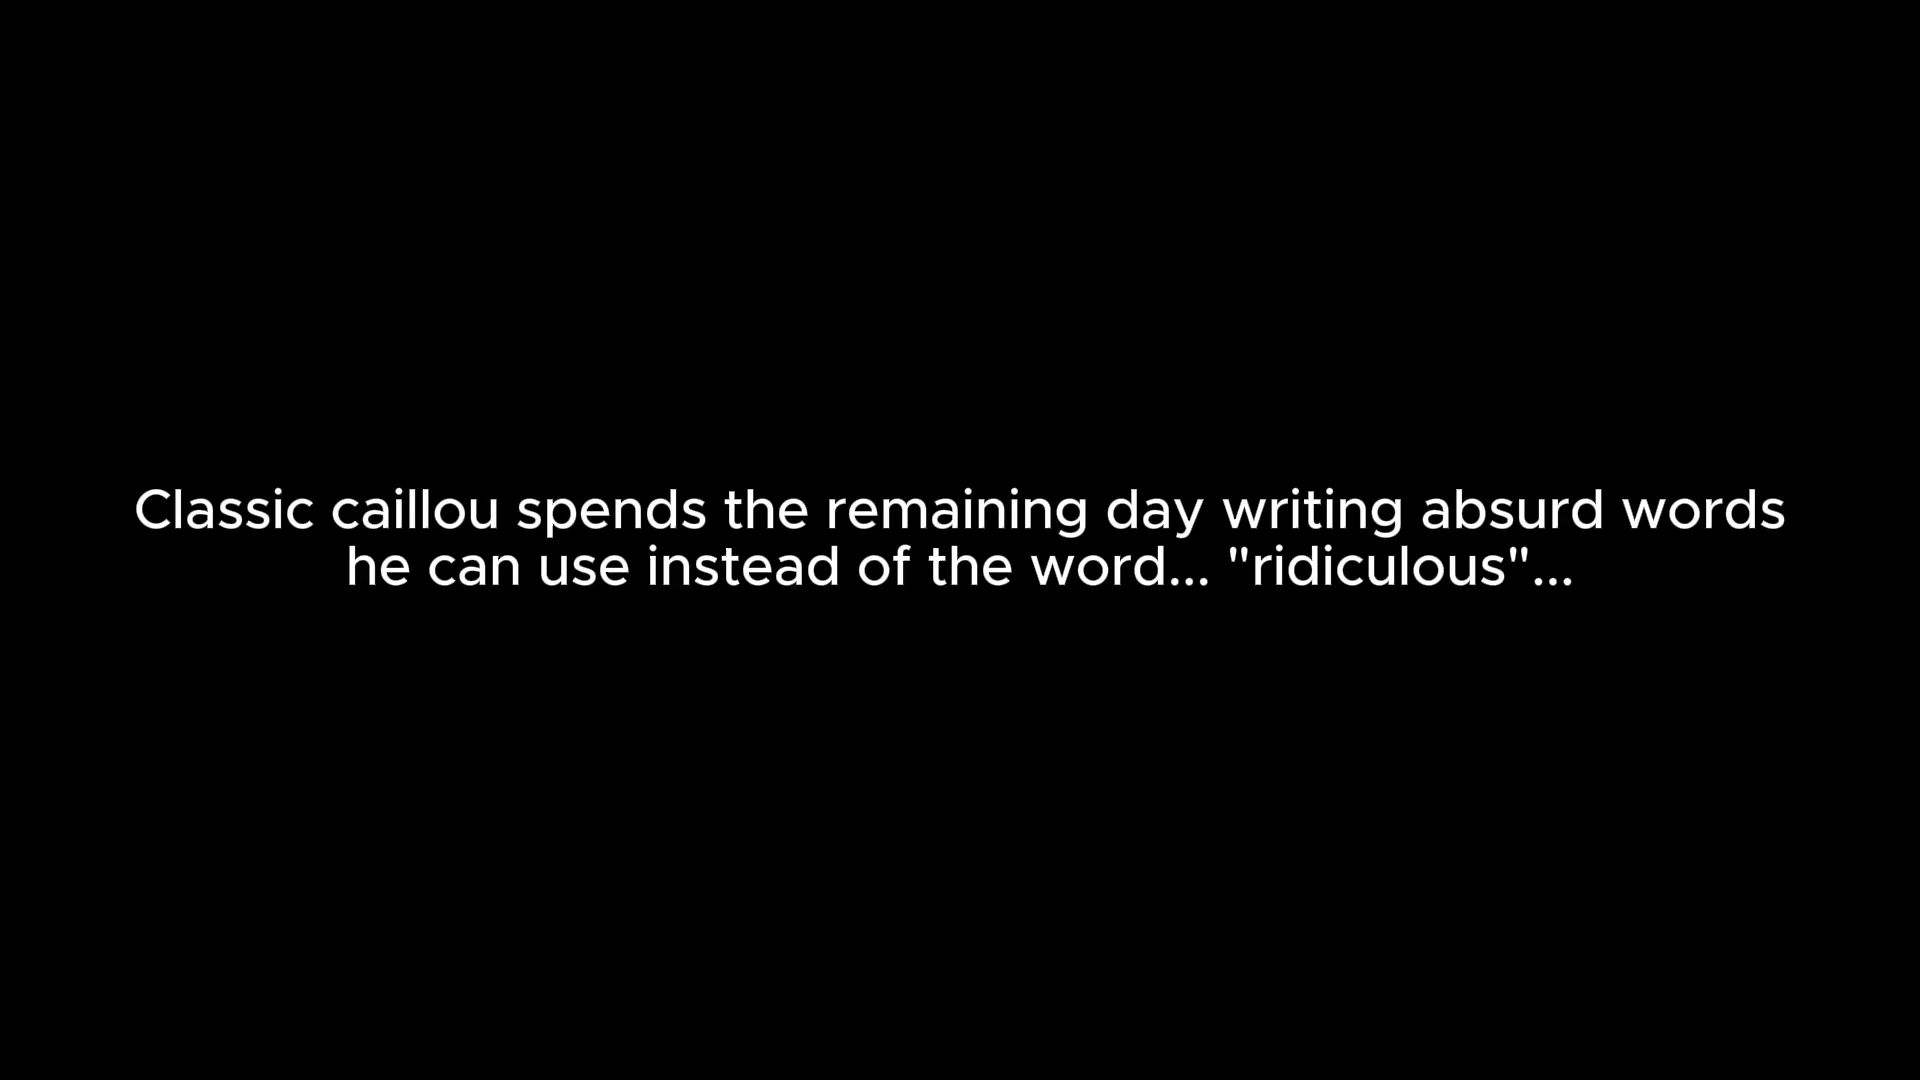 Classic caillou spends the remaining day writing absurd words
he can use instead of the word... "ridiculous"...